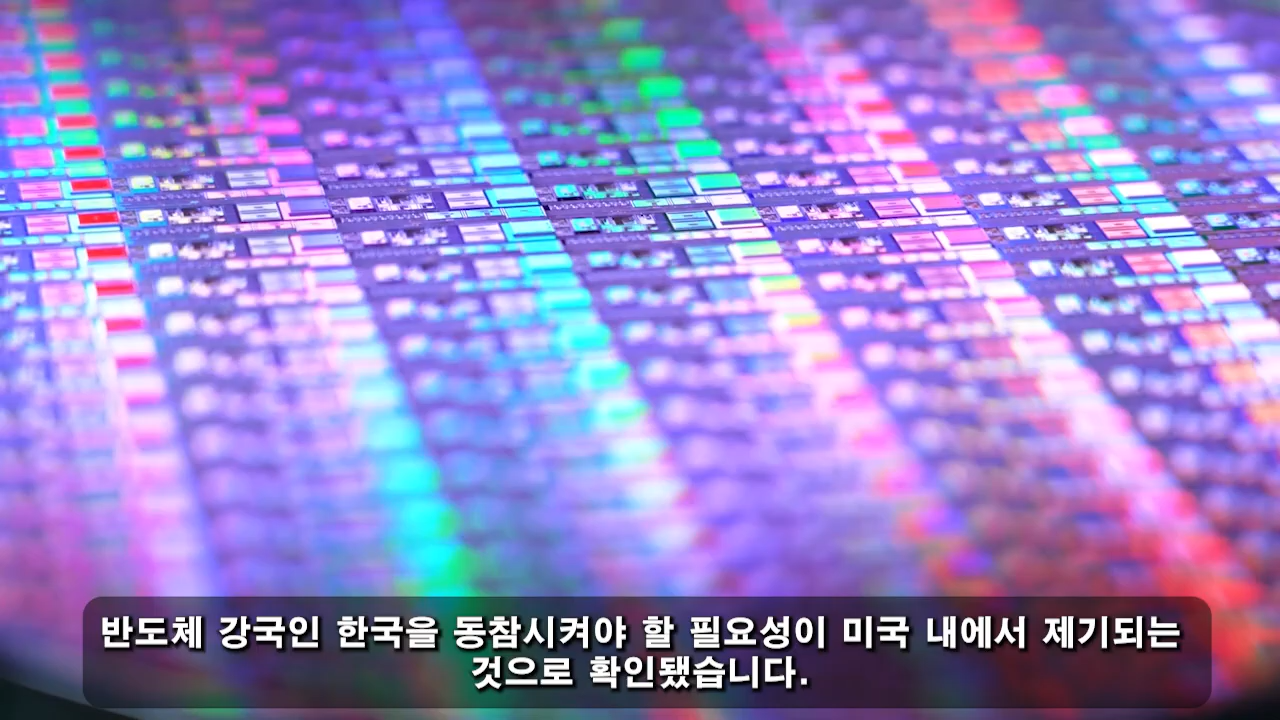 반도체 강국인 한국을 동참시켜야 할 필요성이 미국 내에서 제기되는
것으로 확인됐습니다.